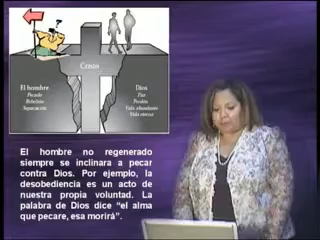 ?
Cristo
El hombre
Pecado
Rebelión
Separación
Dios
Paz
Perdón
Vida abundante
Vida eterna
El hombre no regenerado
siempre se inclinara a pecar
contra Dios. Por ejemplo, la
desobediencia es un acto de
nuestra propia voluntad. La
palabra de Dios dice “el alma
que pecare, esa morirá”.